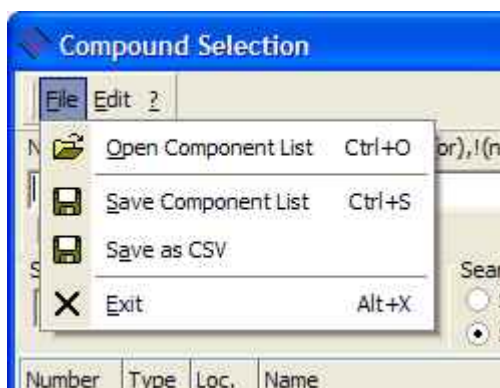 Compound Selection
File Edit ?
Open Component List Ctrl+O
or),!(n
Save Component List Ctrl+S
Save as CSV
Sear
Exit Alt+X
Number Type Loc. Name